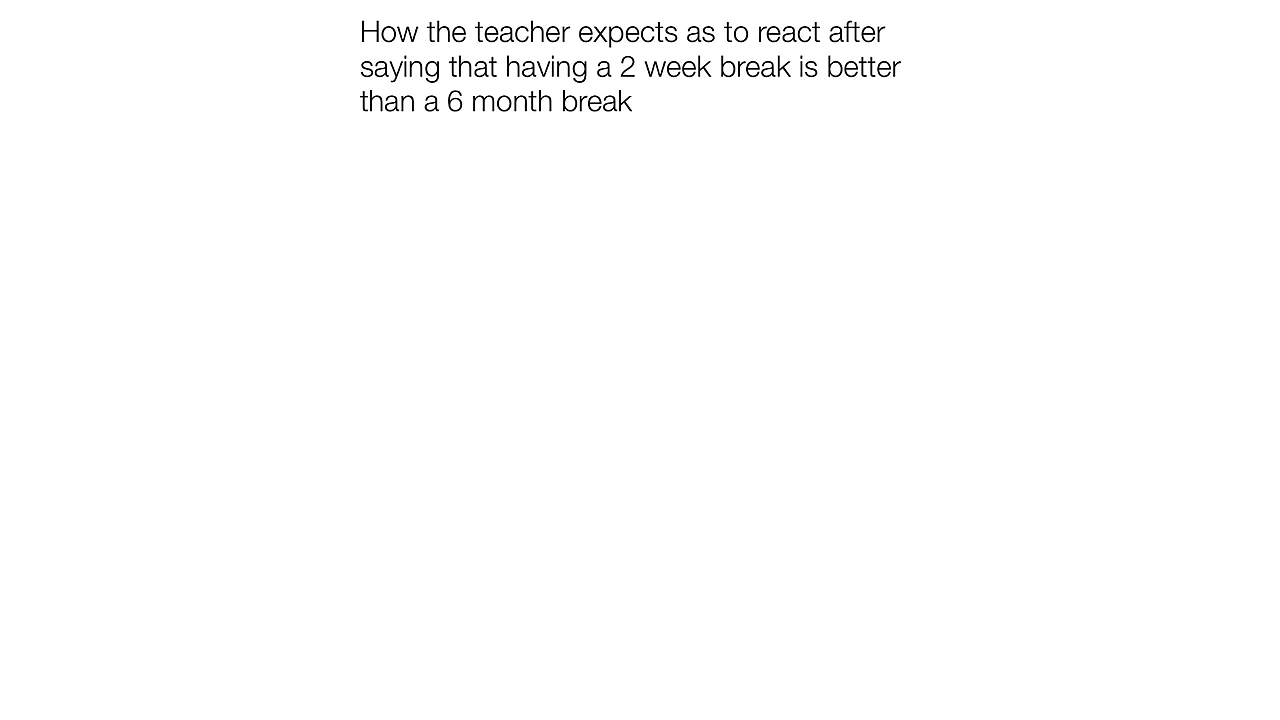 How the teacher expects as to react after
saying that having a 2 week break is better
than a 6 month break